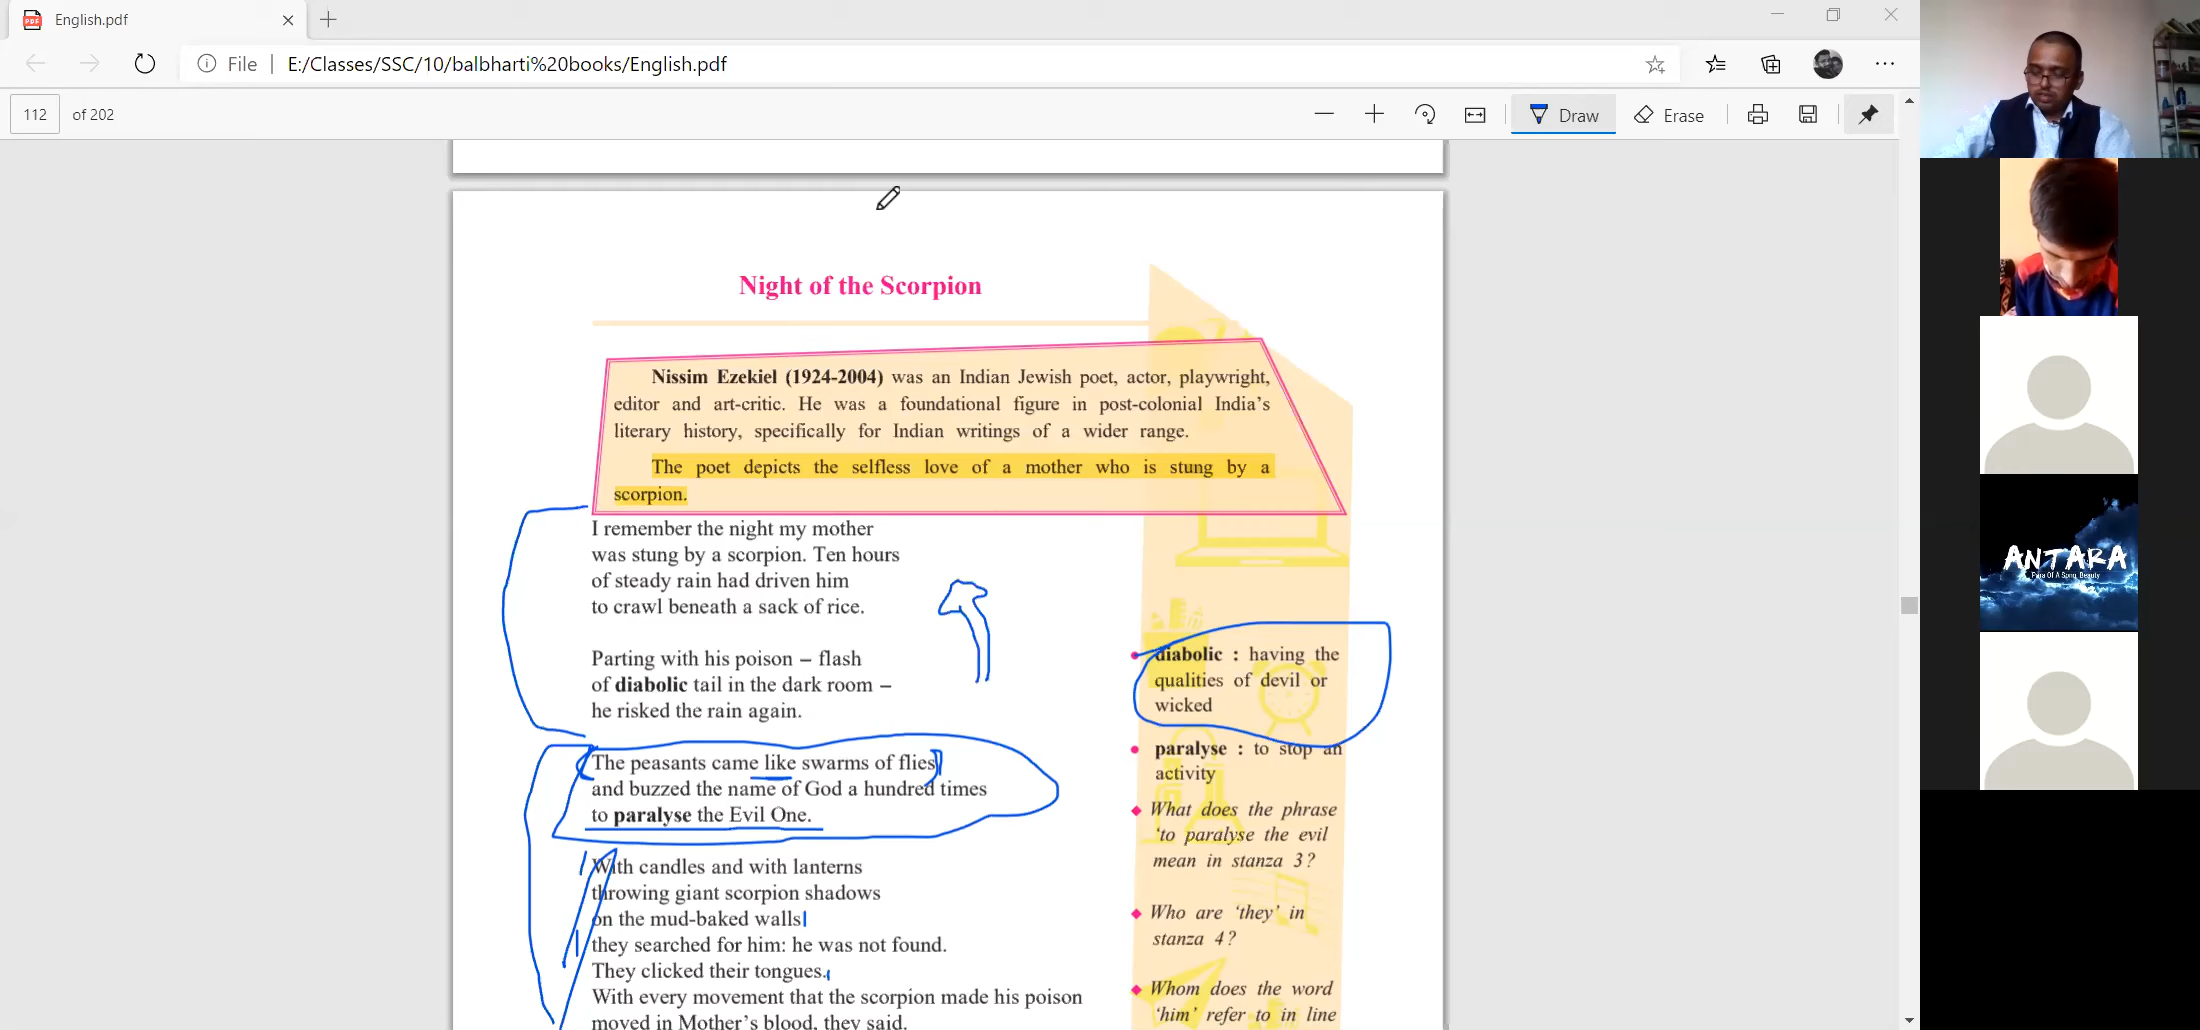 English.pdf
File
E:/Classes/SSC/10/balbharti%20books/English.pdf
112 of 202
Draw
Erase
Night of the Scorpion
Nissim Ezekiel (1924-2004) was an Indian Jewish poet, actor, playwright,
editor and art-critic. He was a foundational figure in post-colonial India's
literary history, specifically for Indian writings of a wider range.
The poet depicts the selfless love of a mother who is stung by a
scorpion.
I remember the night my mother
was stung by a scorpion. Ten hours
of steady rain had driven him
to crawl beneath a sack of rice.
Parting with his poison – flash
of diabolic tail in the dark room –
he risked the rain again.
The peasants came like swarms of flies
and buzzed the name of God a hundred times
to paralyse the Evil One.
With candles and with lanterns
throwing giant scorpion shadows
on the mud-baked walls
they searched for him: he was not found.
They clicked their tongues.
With every movement that the scorpion made his poison
moved in Mother's blood, they said.
• diabolic : having the
qualities of devil or
wicked
• paralyse : to stop an
activity
◆ What does the phrase
'to paralyse the evil
mean in stanza 3?
◆ Who are 'they' in
stanza 4?
◆ Whom does the word
'him' refer to in line
ANTARA
Para Of A Song Beauty